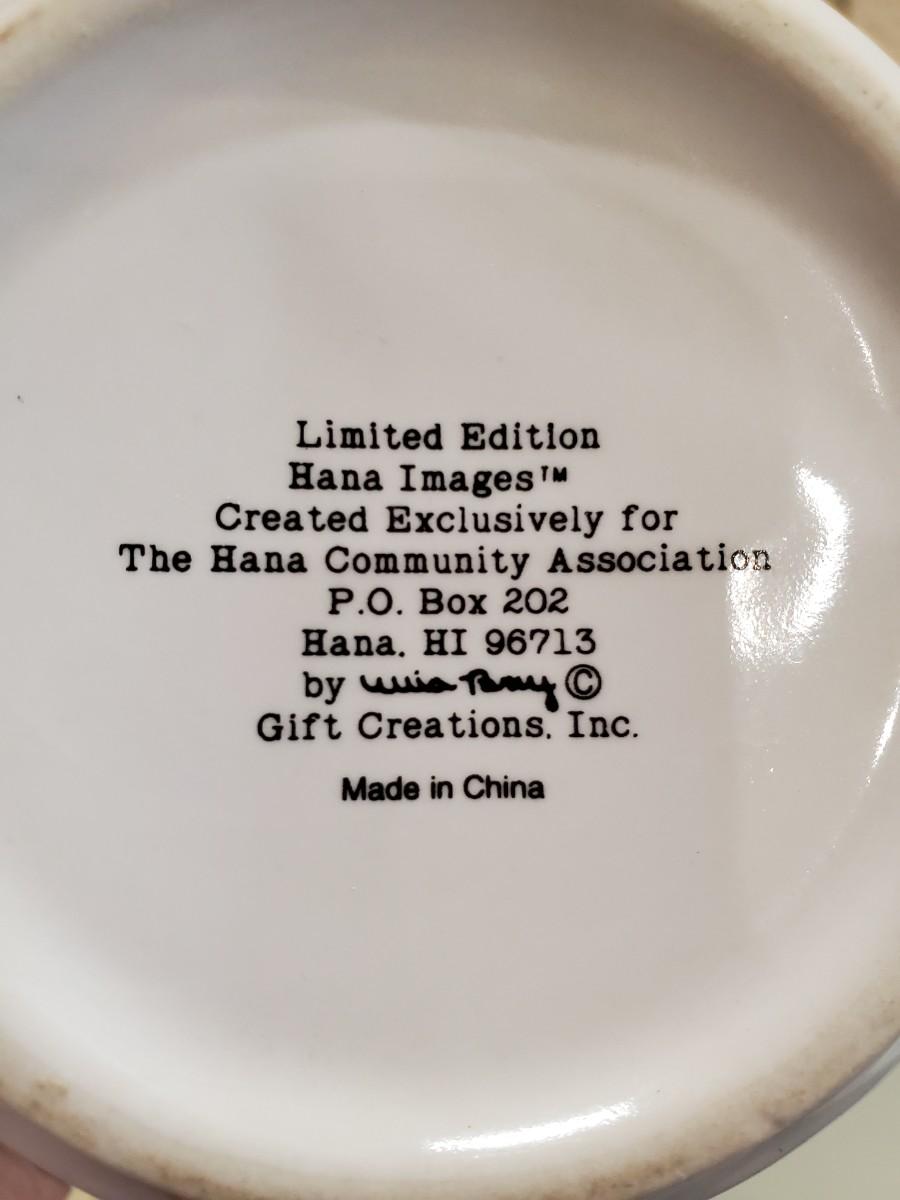 Limited Edition
Hana Images™
Created Exclusively for
The Hana Community Association
P.O. Box 202
Hana, HI 96713
by ©
Gift Creations, Inc.
Made in China